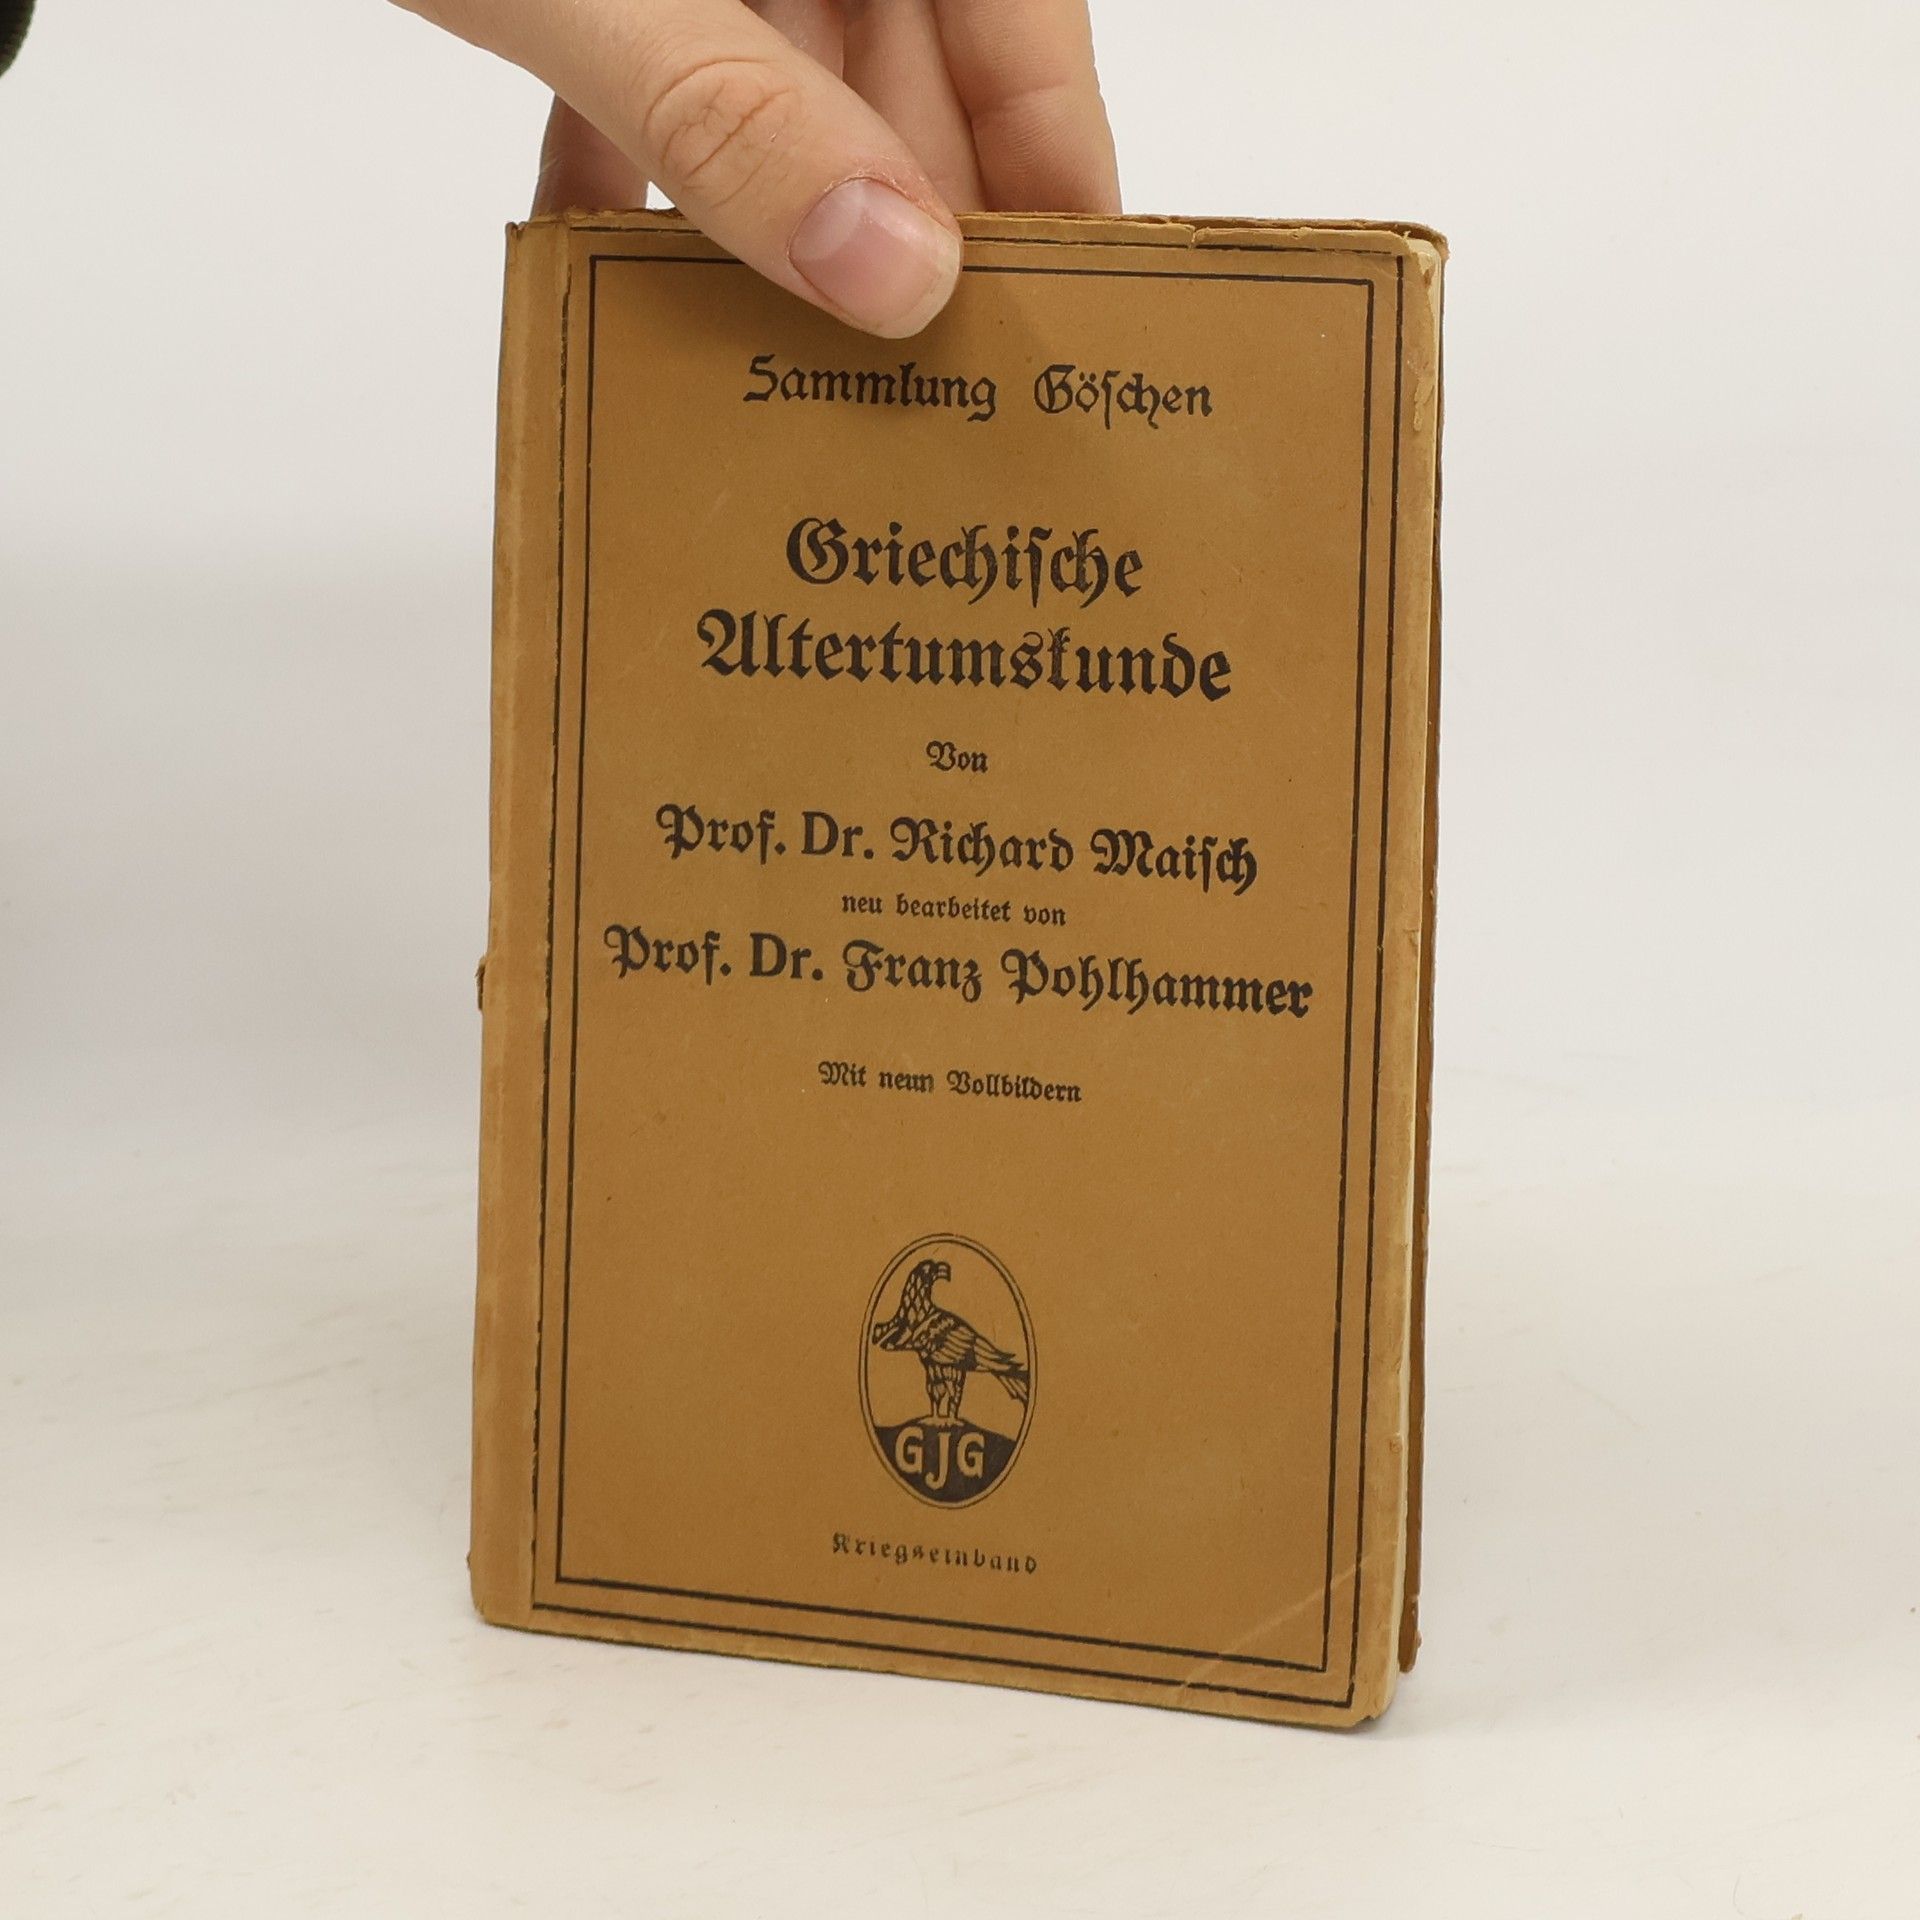 Sammlung Göſchen
Griechiſche
Altertumskunde
Von
Prof. Dr. Richard Maiſch
neu bearbeitet von
Prof. Dr. Franz Pohlhammer
Mit neun Vollbildern
GJG
Kriegseinband